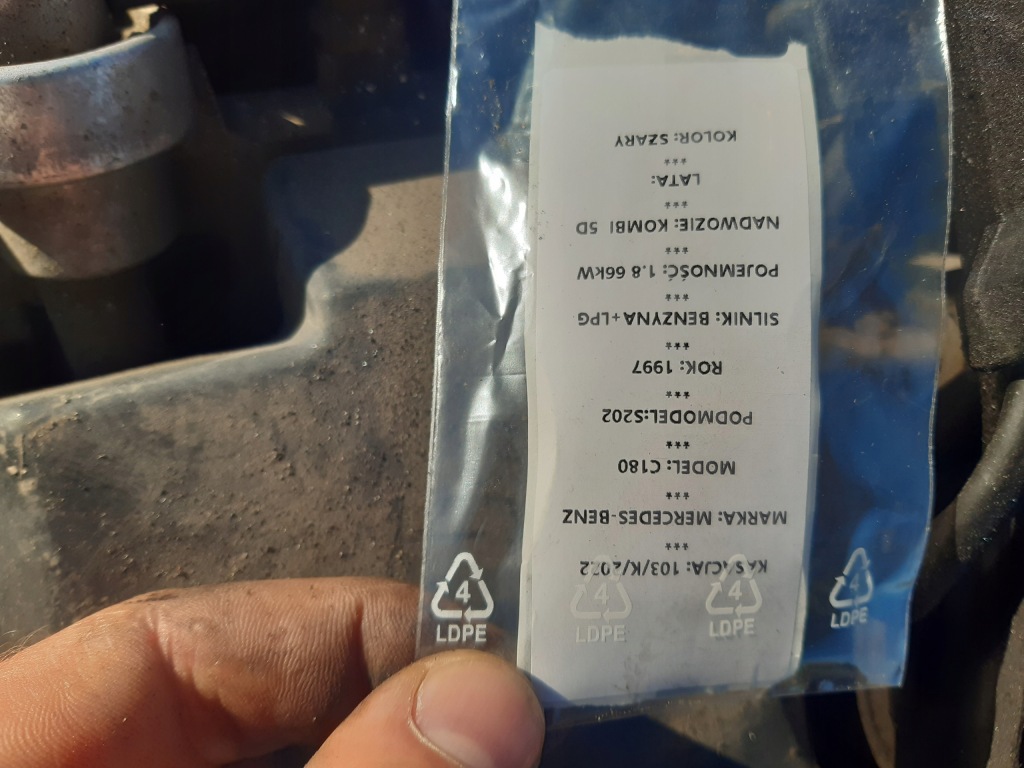 KASACJA: 103/K/2022
***
MARKA: MERCEDES-BENZ
***
MODEL: C180
***
PODMODEL:S202
***
ROK: 1997
***
SILNIK: BENZYNA+LPG
***
POJEMNOŚĆ: 1.8 66kW
***
NADWOZIE: KOMBI 5D
***
LATA:
***
KOLOR: SZARY
4 4 4 4
LDPE LDPE LDPE LDPE